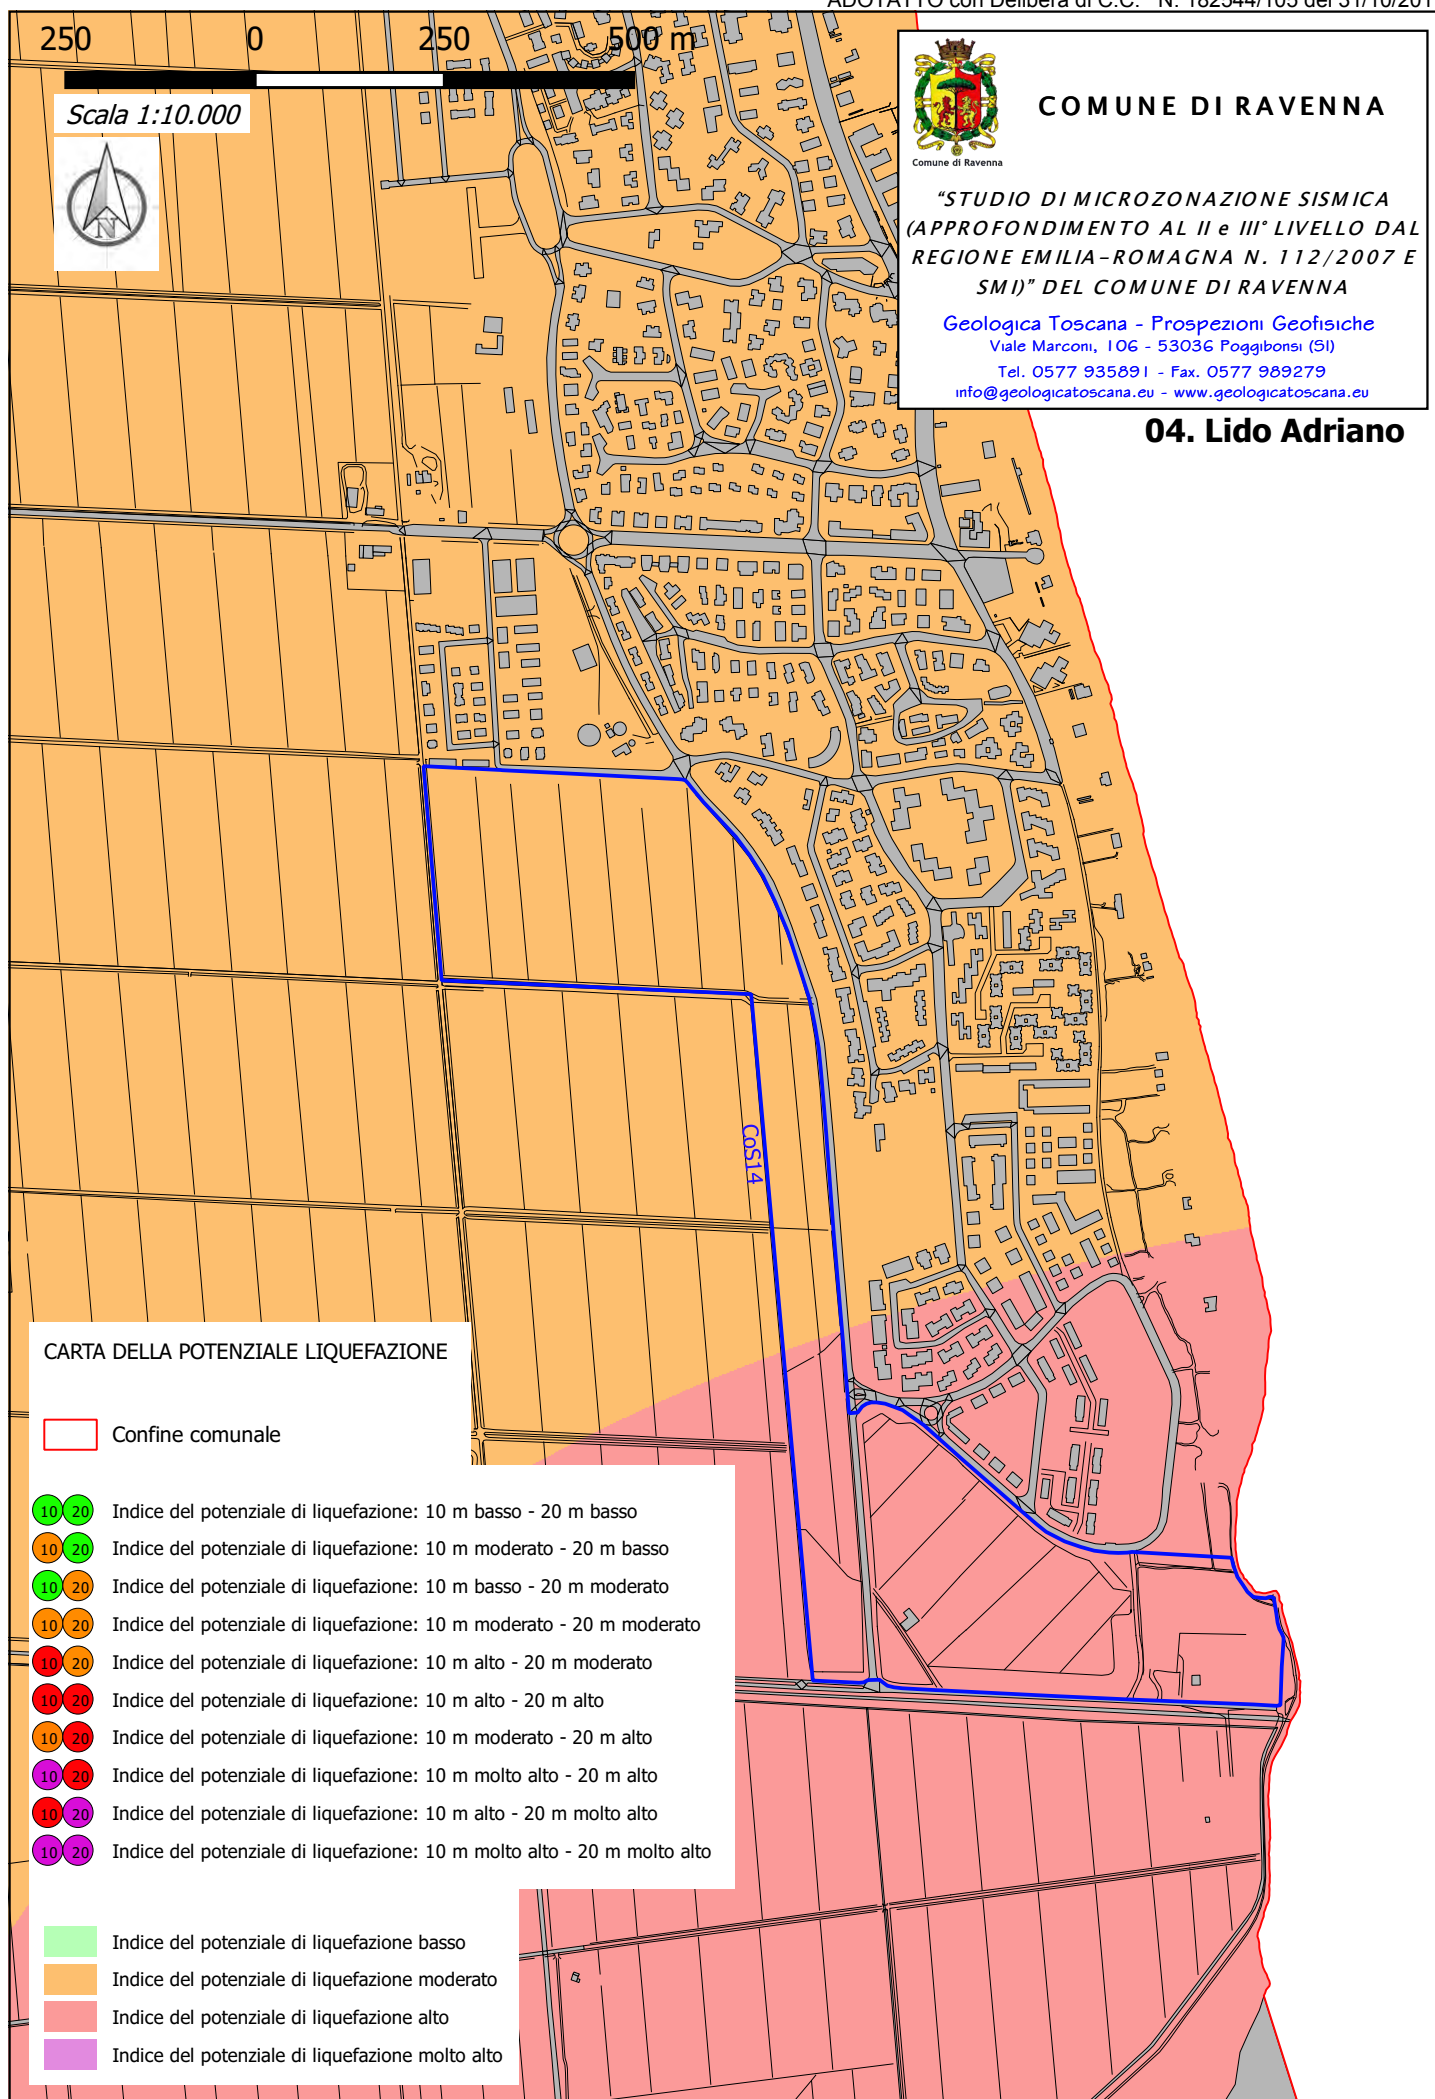 ADOTATTO con Delibera di C.C. N. 182544/105 del 31/10/201
250 0 250 500 m
Scala 1:10.000
N
Comune di Ravenna
COMUNE DI RAVENNA
"STUDIO DI MICROZONAZIONE SISMICA
(APPROFONDIMENTO AL II e III° LIVELLO DAL
REGIONE EMILIA-ROMAGNA N. 112/2007 E
SMI)" DEL COMUNE DI RAVENNA
Geologica Toscana - Prospezioni Geofisiche
Viale Marconi, 106 - 53036 Poggibonsi (SI)
Tel. 0577 935891 - Fax. 0577 989279
info@geologicatoscana.eu - www.geologicatoscana.eu
04. Lido Adriano
CoS14
CARTA DELLA POTENZIALE LIQUEFAZIONE
Confine comunale
10 20 Indice del potenziale di liquefazione: 10 m basso - 20 m basso
10 20 Indice del potenziale di liquefazione: 10 m moderato - 20 m basso
10 20 Indice del potenziale di liquefazione: 10 m basso - 20 m moderato
10 20 Indice del potenziale di liquefazione: 10 m moderato - 20 m moderato
10 20 Indice del potenziale di liquefazione: 10 m alto - 20 m moderato
10 20 Indice del potenziale di liquefazione: 10 m alto - 20 m alto
10 20 Indice del potenziale di liquefazione: 10 m moderato - 20 m alto
10 20 Indice del potenziale di liquefazione: 10 m molto alto - 20 m alto
10 20 Indice del potenziale di liquefazione: 10 m alto - 20 m molto alto
10 20 Indice del potenziale di liquefazione: 10 m molto alto - 20 m molto alto
Indice del potenziale di liquefazione basso
Indice del potenziale di liquefazione moderato
Indice del potenziale di liquefazione alto
Indice del potenziale di liquefazione molto alto